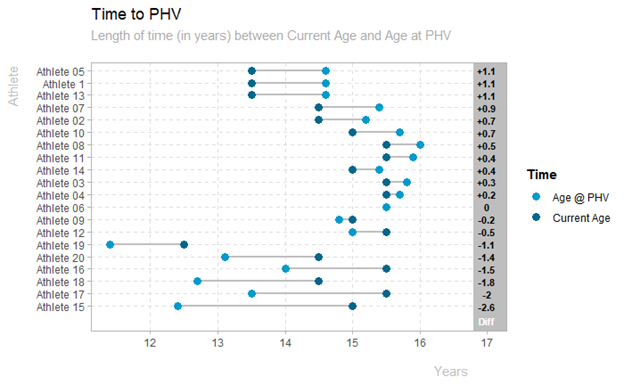 Time to PHV
Length of time (in years) between Current Age and Age at PHV
Athlete
Athlete 05 +1.1
Athlete 1 +1.1
Athlete 13 +1.1
Athlete 07 +0.9
Athlete 02 +0.7
Athlete 10 +0.7
Athlete 08 +0.5
Athlete 11 +0.4
Athlete 14 +0.4
Athlete 03 +0.3
Athlete 04 +0.2
Athlete 06 0
Athlete 09 -0.2
Athlete 12 -0.5
Athlete 19 -1.1
Athlete 20 -1.4
Athlete 16 -1.5
Athlete 18 -1.8
Athlete 17 -2
Athlete 15 -2.6
Diff
12 13 14 15 16 17
Years
Time
Age @ PHV
Current Age